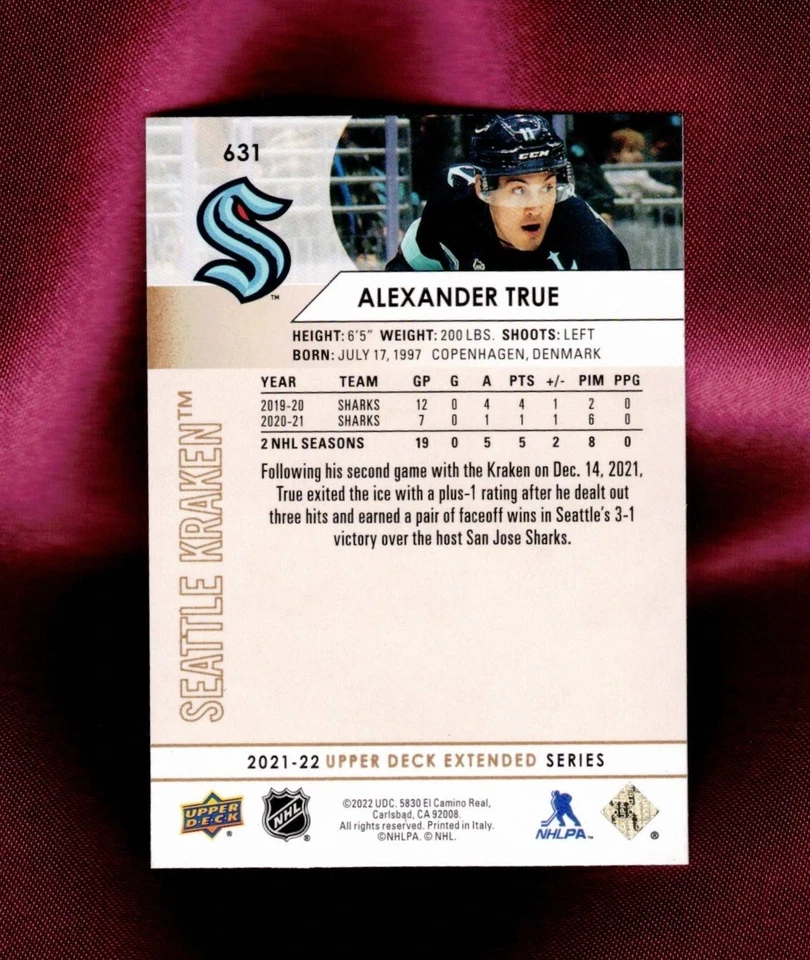 631
11
CCM
™
ALEXANDER TRUE
HEIGHT: 6'5" WEIGHT: 200 LBS. SHOOTS: LEFT
BORN: JULY 17, 1997 COPENHAGEN, DENMARK
YEAR TEAM GP G A PTS +/- PIM PPG
2019-20 SHARKS 12 0 4 4 1 2 0
2020-21 SHARKS 7 0 1 1 1 6 0
2 NHL SEASONS 19 0 5 5 2 8 0
Following his second game with the Kraken on Dec. 14, 2021,
True exited the ice with a plus-1 rating after he dealt out
three hits and earned a pair of faceoff wins in Seattle's 3-1
victory over the host San Jose Sharks.
SEATTLE KRAKEN™
2021-22 UPPER DECK EXTENDED SERIES
UPPER
DECK
®
NHL
®
©2022 UDC. 5830 El Camino Real,
Carlsbad, CA 92008.
All rights reserved. Printed in Italy.
©NHLPA. © NHL.
NHLPA™
®